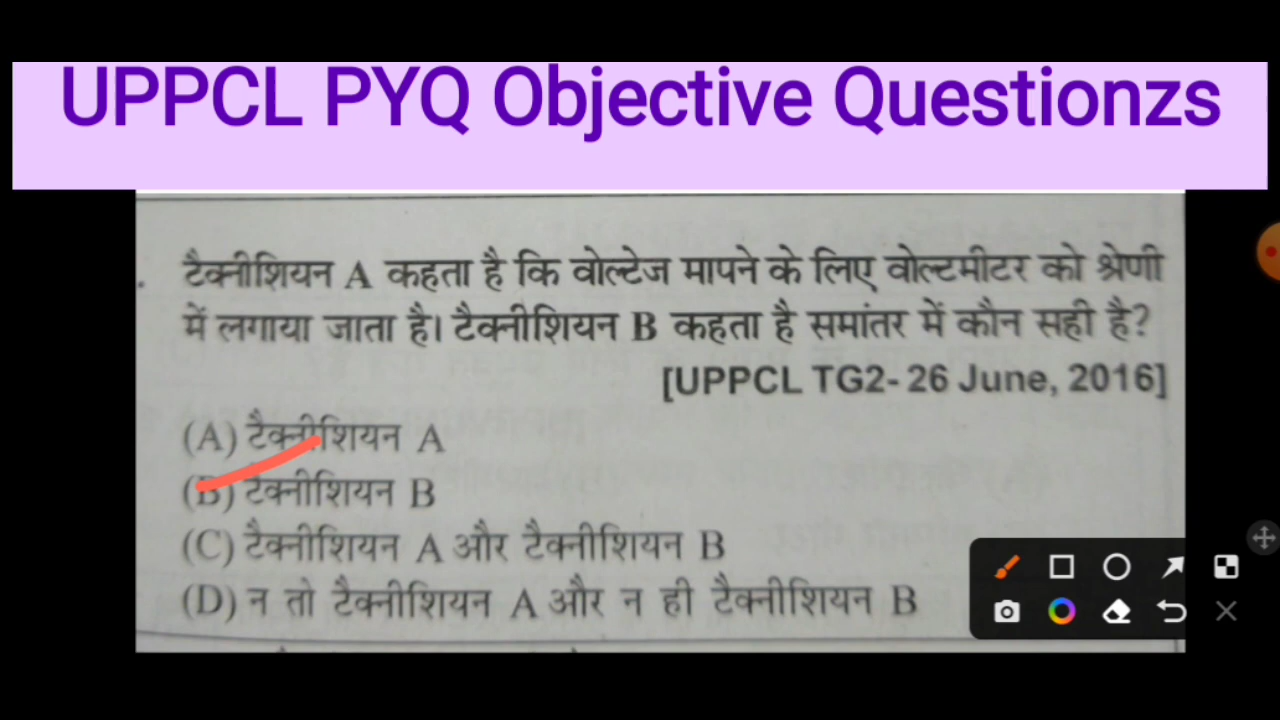 UPPCL PYQ Objective Questionzs
. टैक्नीशियन A कहता है कि वोल्टेज मापने के लिए वोल्टमीटर को श्रेणी
में लगाया जाता है। टैक्नीशियन B कहता है समांतर में कौन सही है?
[UPPCL TG2- 26 June, 2016]
(A) टैक्नीशियन A
(B) टैक्नीशियन B
(C) टैक्नीशियन A और टैक्नीशियन B
(D) न तो टैक्नीशियन A और न ही टैक्नीशियन B